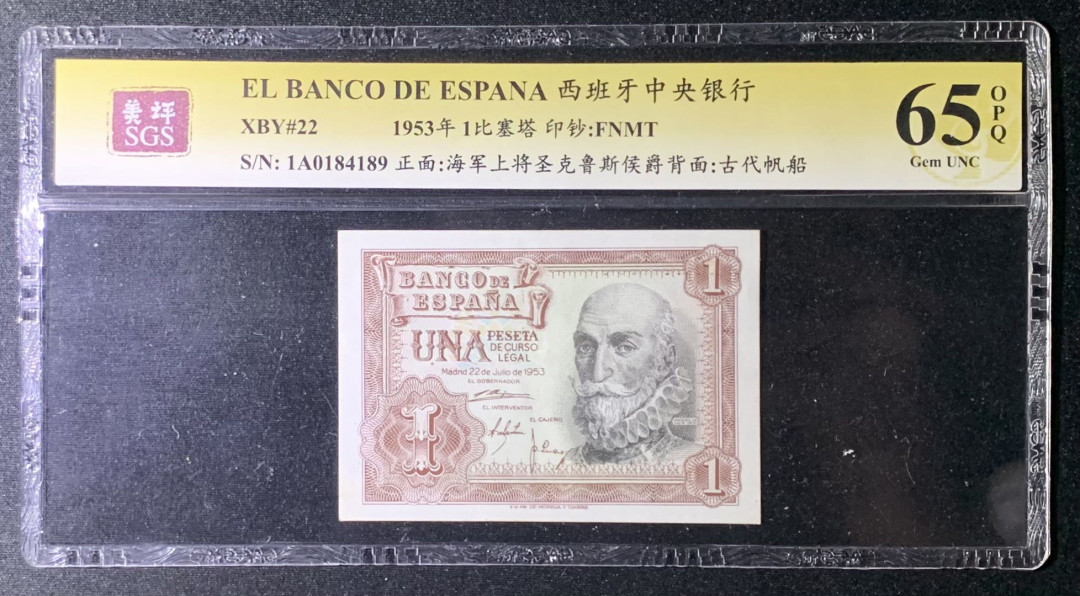 美坪
SGS
EL BANCO DE ESPANA 西班牙中央银行
XBY#22 1953年 1比塞塔 印钞:FNMT
S/N: 1A0184189 正面:海军上将圣克鲁斯侯爵背面:古代帆船
65
OPQ
Gem UNC
BANCO DE
ESPAÑA
1
UNA PESETA
DE CURSO
LEGAL
Madrid 22 de Julio de 1953
EL GOBERNADOR
EL INTERVENTOR
EL CAJERO
1
1